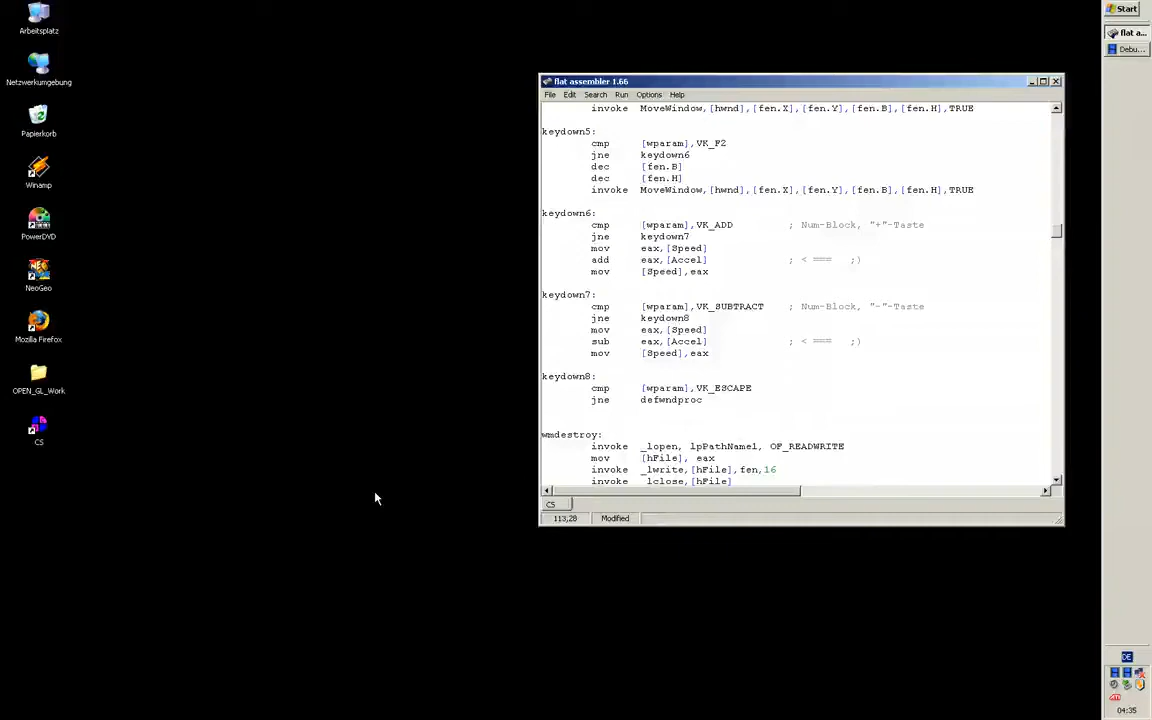 Arbeitsplatz
Netzwerkumgebung
Papierkorb
Winamp
PowerDVD
NeoGeo
Mozilla Firefox
OPEN_GL_Work
CS
flat assembler 1.66
File Edit Search Run Options Help
invoke MoveWindow,[hwnd],[fen.X],[fen.Y],[fen.B],[fen.H],TRUE
keydown5:
cmp [wparam],VK_F2
jne keydown6
dec [fen.B]
dec [fen.H]
invoke MoveWindow,[hwnd],[fen.X],[fen.Y],[fen.B],[fen.H],TRUE
keydown6:
cmp [wparam],VK_ADD ; Num-Block, "+"-Taste
jne keydown7
mov eax,[Speed]
add eax,[Accel] ; < === ;)
mov [Speed],eax
keydown7:
cmp [wparam],VK_SUBTRACT ; Num-Block, "-"-Taste
jne keydown8
mov eax,[Speed]
sub eax,[Accel] ; < === ;)
mov [Speed],eax
keydown8:
cmp [wparam],VK_ESCAPE
jne defwndproc
wmdestroy:
invoke _lopen, lpPathName1, OF_READWRITE
mov [hFile], eax
invoke _lwrite,[hFile],fen,16
invoke _lclose,[hFile]
CS
113,28 Modified
Start
flat a...
Debu...
DE
04:35